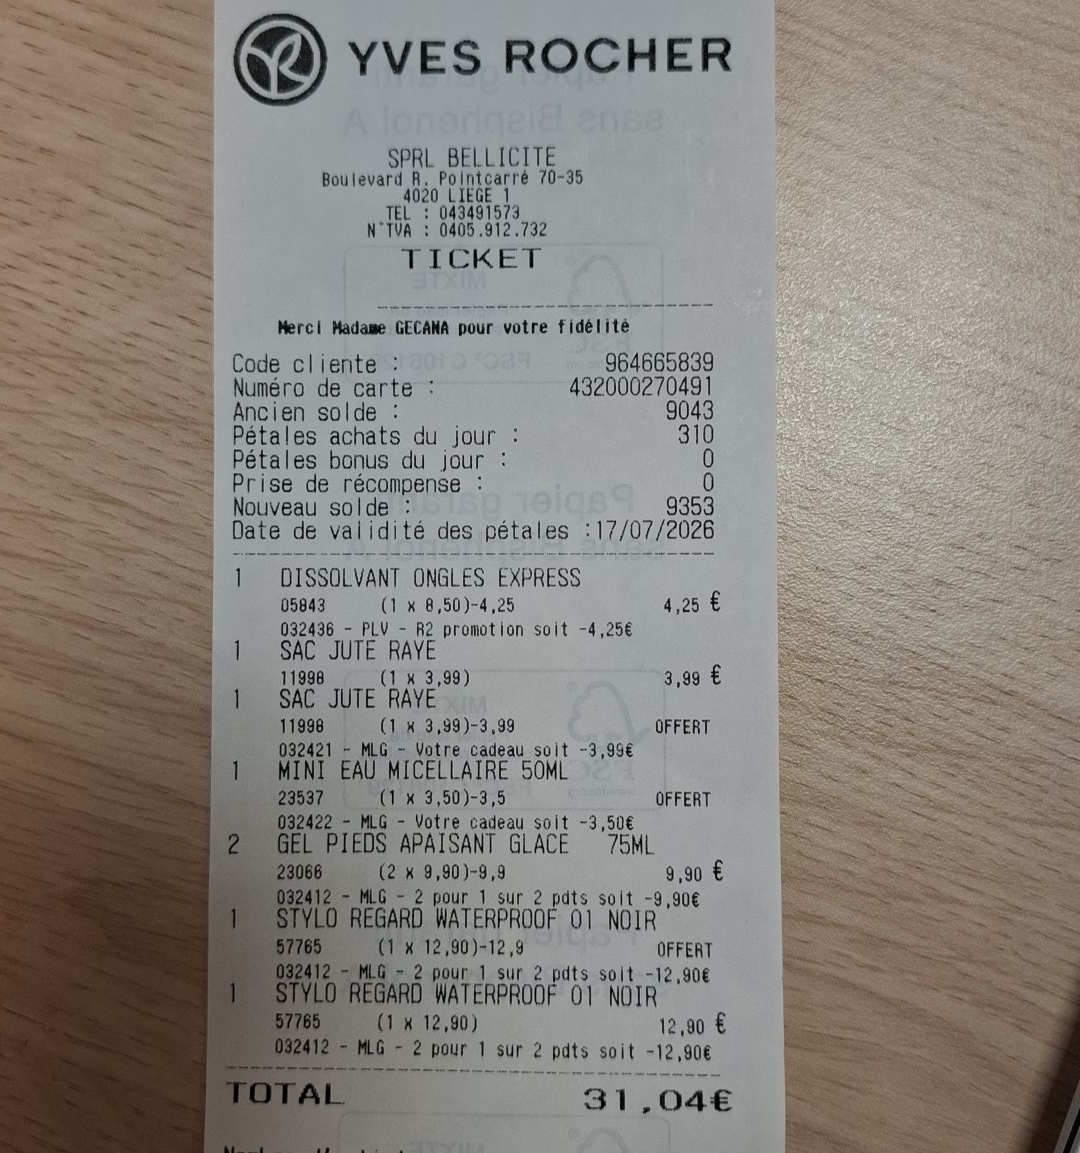 YVES ROCHER
SPRL BELLICITE
Boulevard R. Pointcarré 70-35
4020 LIEGE 1
TEL : 043491573
N°TVA : 0405.912.732
TICKET
Merci Madame GECANA pour votre fidélité
Code cliente : 964665839
Numéro de carte : 432000270491
Ancien solde : 9043
Pétales achats du jour : 310
Pétales bonus du jour : 0
Prise de récompense : 0
Nouveau solde : 9353
Date de validité des pétales :17/07/2026
1 DISSOLVANT ONGLES EXPRESS
05843 (1 x 8,50)-4,25 4,25 €
032436 - PLV - R2 promotion soit -4,25€
1 SAC JUTE RAYE
11998 (1 x 3,99) 3,99 €
1 SAC JUTE RAYE
11998 (1 x 3,99)-3,99 OFFERT
032421 - MLG - Votre cadeau soit -3,99€
1 MINI EAU MICELLAIRE 50ML
23537 (1 x 3,50)-3,5 OFFERT
032422 - MLG - Votre cadeau soit -3,50€
2 GEL PIEDS APAISANT GLACE 75ML
23066 (2 x 9,90)-9,9 9,90 €
032412 - MLG - 2 pour 1 sur 2 pdts soit -9,90€
1 STYLO REGARD WATERPROOF 01 NOIR
57765 (1 x 12,90)-12,9 OFFERT
032412 - MLG - 2 pour 1 sur 2 pdts soit -12,90€
1 STYLO REGARD WATERPROOF 01 NOIR
57765 (1 x 12,90) 12,90 €
032412 - MLG - 2 pour 1 sur 2 pdts soit -12,90€
TOTAL 31,04€